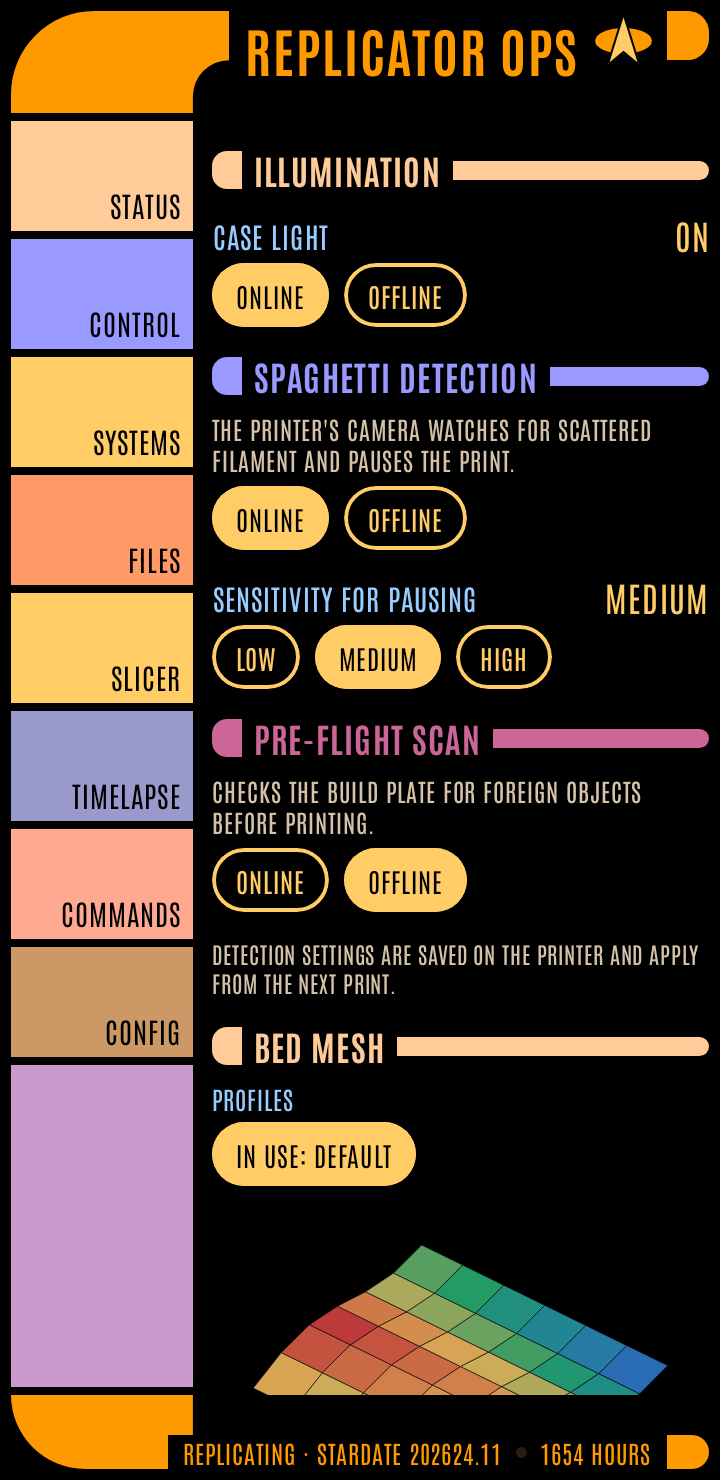 REPLICATOR OPS
STATUS
CONTROL
SYSTEMS
FILES
SLICER
TIMELAPSE
COMMANDS
CONFIG
ILLUMINATION
CASE LIGHT ON
ONLINE OFFLINE
SPAGHETTI DETECTION
THE PRINTER'S CAMERA WATCHES FOR SCATTERED
FILAMENT AND PAUSES THE PRINT.
ONLINE OFFLINE
SENSITIVITY FOR PAUSING MEDIUM
LOW MEDIUM HIGH
PRE-FLIGHT SCAN
CHECKS THE BUILD PLATE FOR FOREIGN OBJECTS
BEFORE PRINTING.
ONLINE OFFLINE
DETECTION SETTINGS ARE SAVED ON THE PRINTER AND APPLY
FROM THE NEXT PRINT.
BED MESH
PROFILES
IN USE: DEFAULT
REPLICATING · STARDATE 202624.11 1654 HOURS